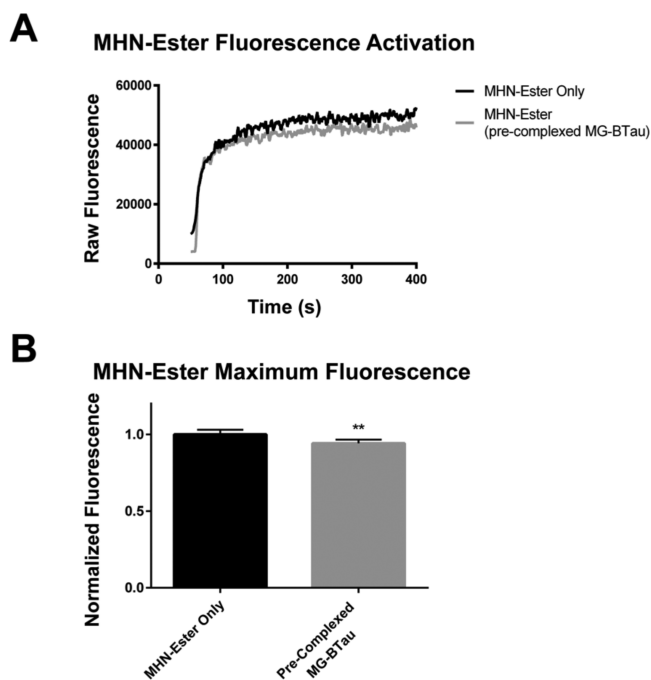 A
MHN-Ester Fluorescence Activation
60000
40000
20000
0
Raw Fluorescence
0 100 200 300 400
Time (s)
MHN-Ester Only
MHN-Ester
(pre-complexed MG-BTau)
B
MHN-Ester Maximum Fluorescence
1.0
0.5
0.0
Normalized Fluorescence
**
MHN-Ester Only
Pre-Complexed
MG-BTau